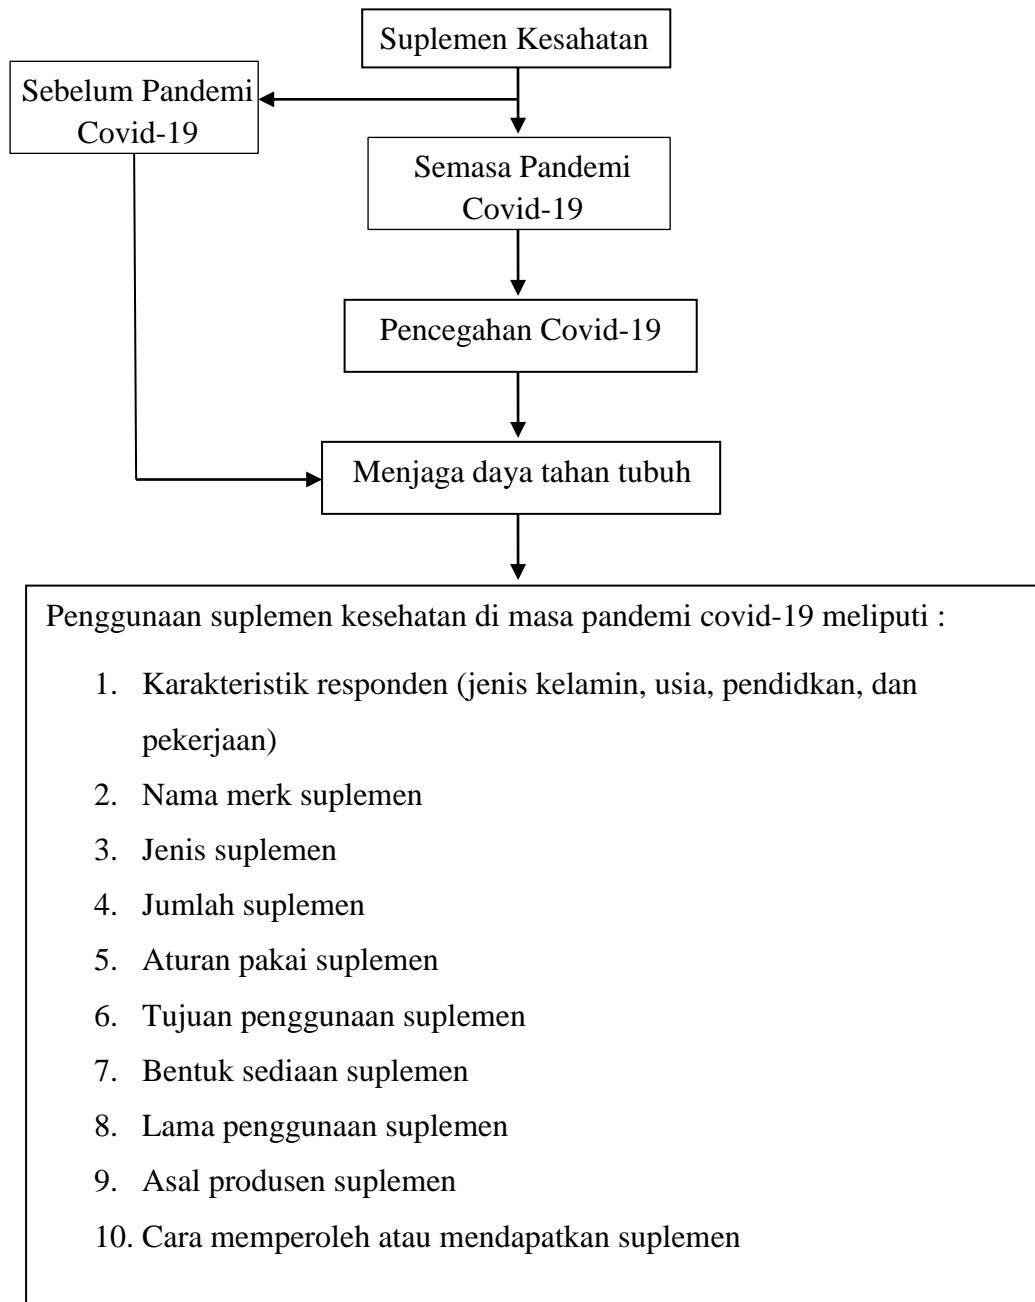 Suplemen Kesahatan
Sebelum Pandemi
Covid-19
Semasa Pandemi
Covid-19
Pencegahan Covid-19
Menjaga daya tahan tubuh
Penggunaan suplemen kesehatan di masa pandemi covid-19 meliputi :
1. Karakteristik responden (jenis kelamin, usia, pendidkan, dan
pekerjaan)
2. Nama merk suplemen
3. Jenis suplemen
4. Jumlah suplemen
5. Aturan pakai suplemen
6. Tujuan penggunaan suplemen
7. Bentuk sediaan suplemen
8. Lama penggunaan suplemen
9. Asal produsen suplemen
10. Cara memperoleh atau mendapatkan suplemen